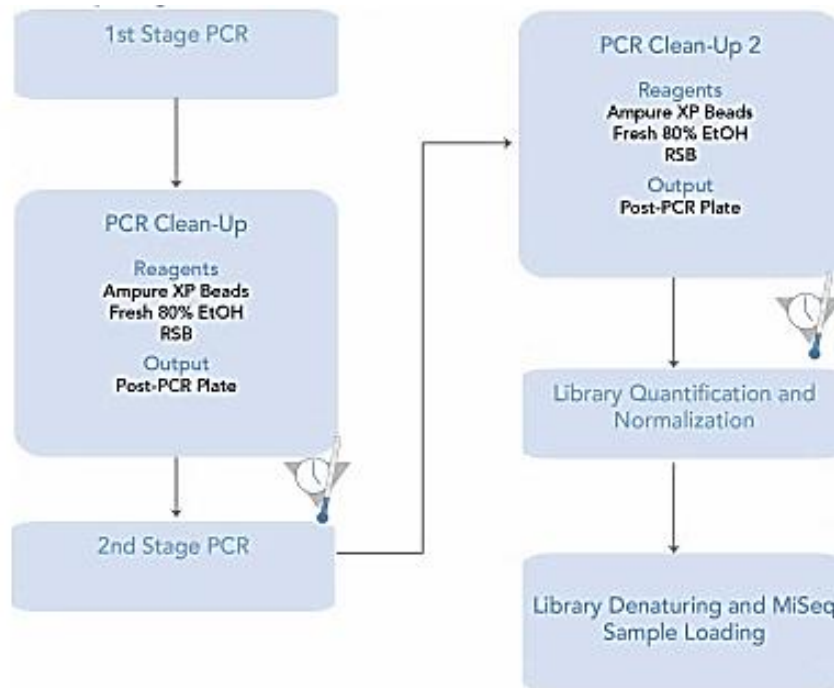 1st Stage PCR
PCR Clean-Up
Reagents
Ampure XP Beads
Fresh 80% EtOH
RSB
Output
Post-PCR Plate
2nd Stage PCR
PCR Clean-Up 2
Reagents
Ampure XP Beads
Fresh 80% EtOH
RSB
Output
Post-PCR Plate
Library Quantification and
Normalization
Library Denaturing and MiSeq
Sample Loading